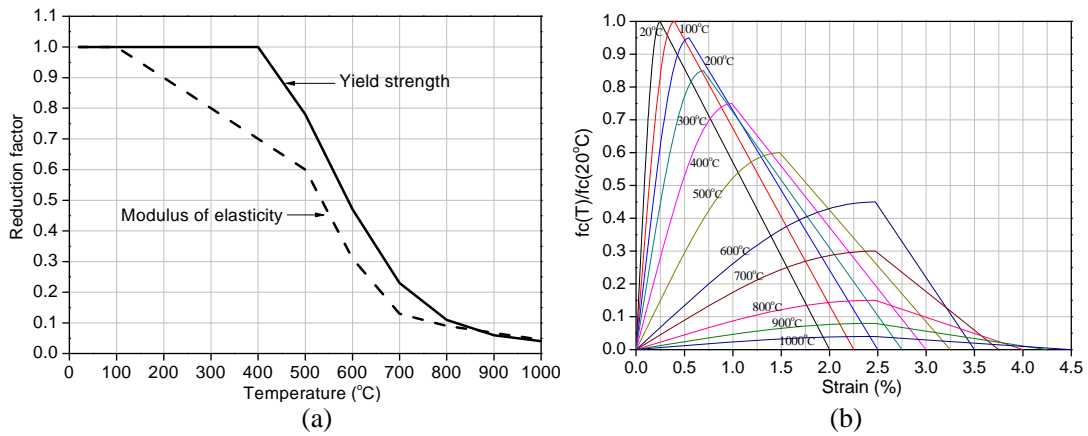 1.1
1.0
0.9
0.8
0.7
0.6
0.5
0.4
0.3
0.2
0.1
0.0
Reduction factor
Yield strength
Modulus of elasticity
0 100 200 300 400 500 600 700 800 900 1000
Temperature (°C)
(a)
1.0
0.9
0.8
0.7
0.6
0.5
0.4
0.3
0.2
0.1
0.0
fc(T)/fc(20°C)
20°C
100°C
200°C
300°C
400°C
500°C
600°C
700°C
800°C
900°C
1000°C
0.0 0.5 1.0 1.5 2.0 2.5 3.0 3.5 4.0 4.5
Strain (%)
(b)